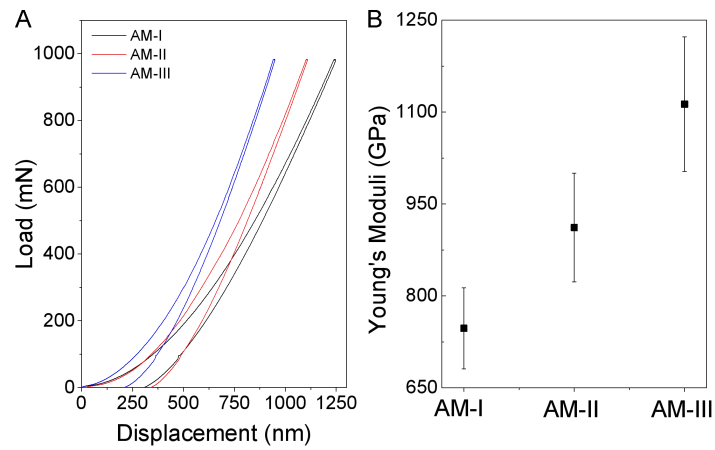 A
AM-I
AM-II
AM-III
1000
800
600
400
200
0
Load (mN)
0 250 500 750 1000 1250
Displacement (nm)
B
1250
1100
950
800
650
Young's Moduli (GPa)
AM-I AM-II AM-III